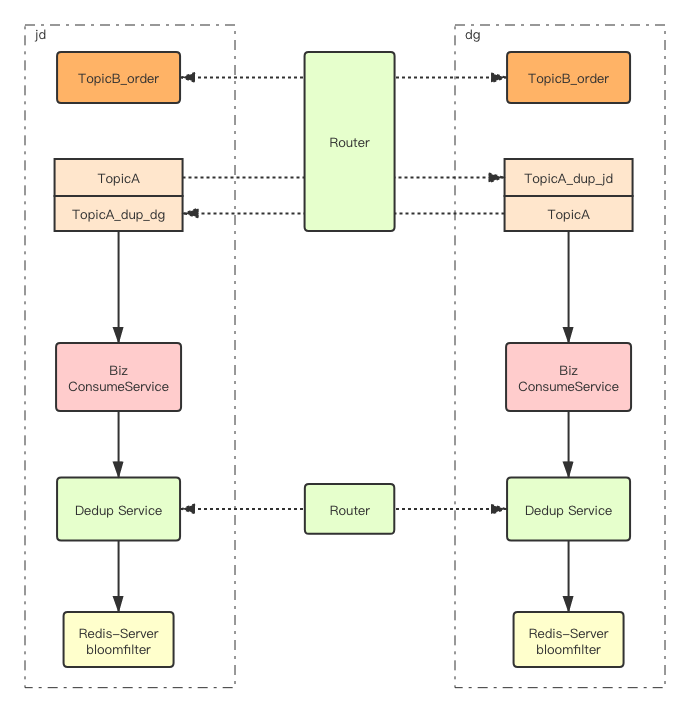 jd
dg
TopicB_order
Router
TopicB_order
TopicA
TopicA_dup_jd
TopicA_dup_dg
TopicA
Biz
ConsumeService
Biz
ConsumeService
Dedup Service
Router
Dedup Service
Redis-Server
bloomfilter
Redis-Server
bloomfilter